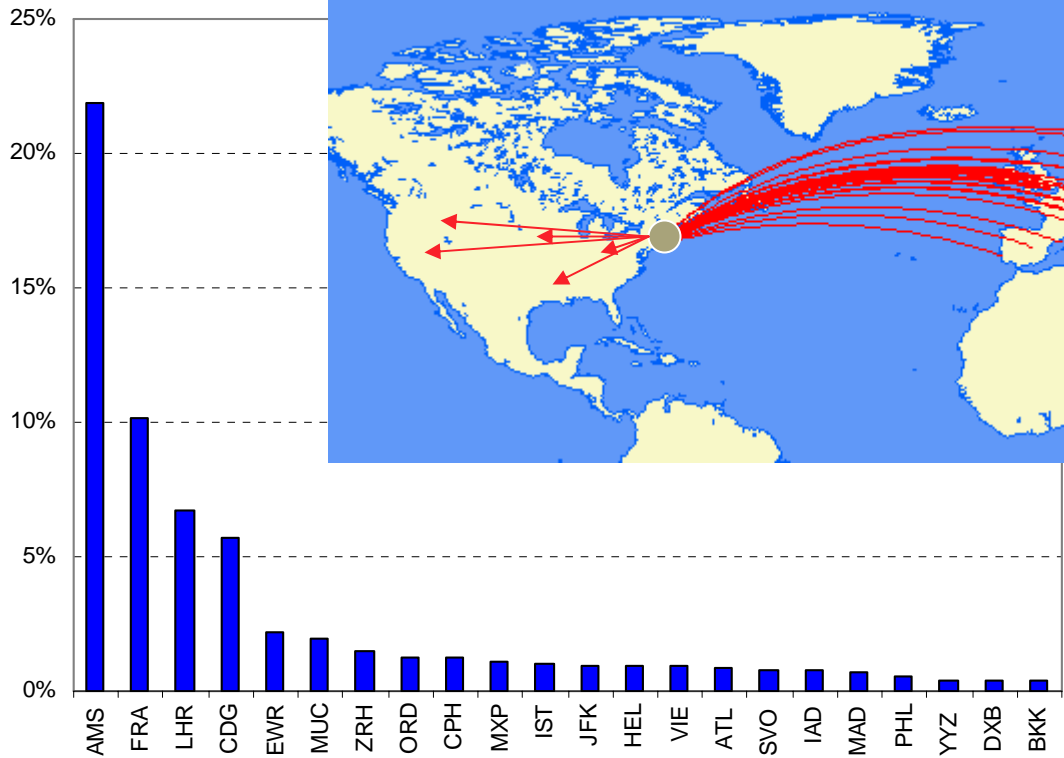 25%
20%
15%
10%
5%
0%
AMS
FRA
LHR
CDG
EWR
MUC
ZRH
ORD
CPH
MXP
IST
JFK
HEL
VIE
ATL
SVO
IAD
MAD
PHL
YYZ
DXB
BKK